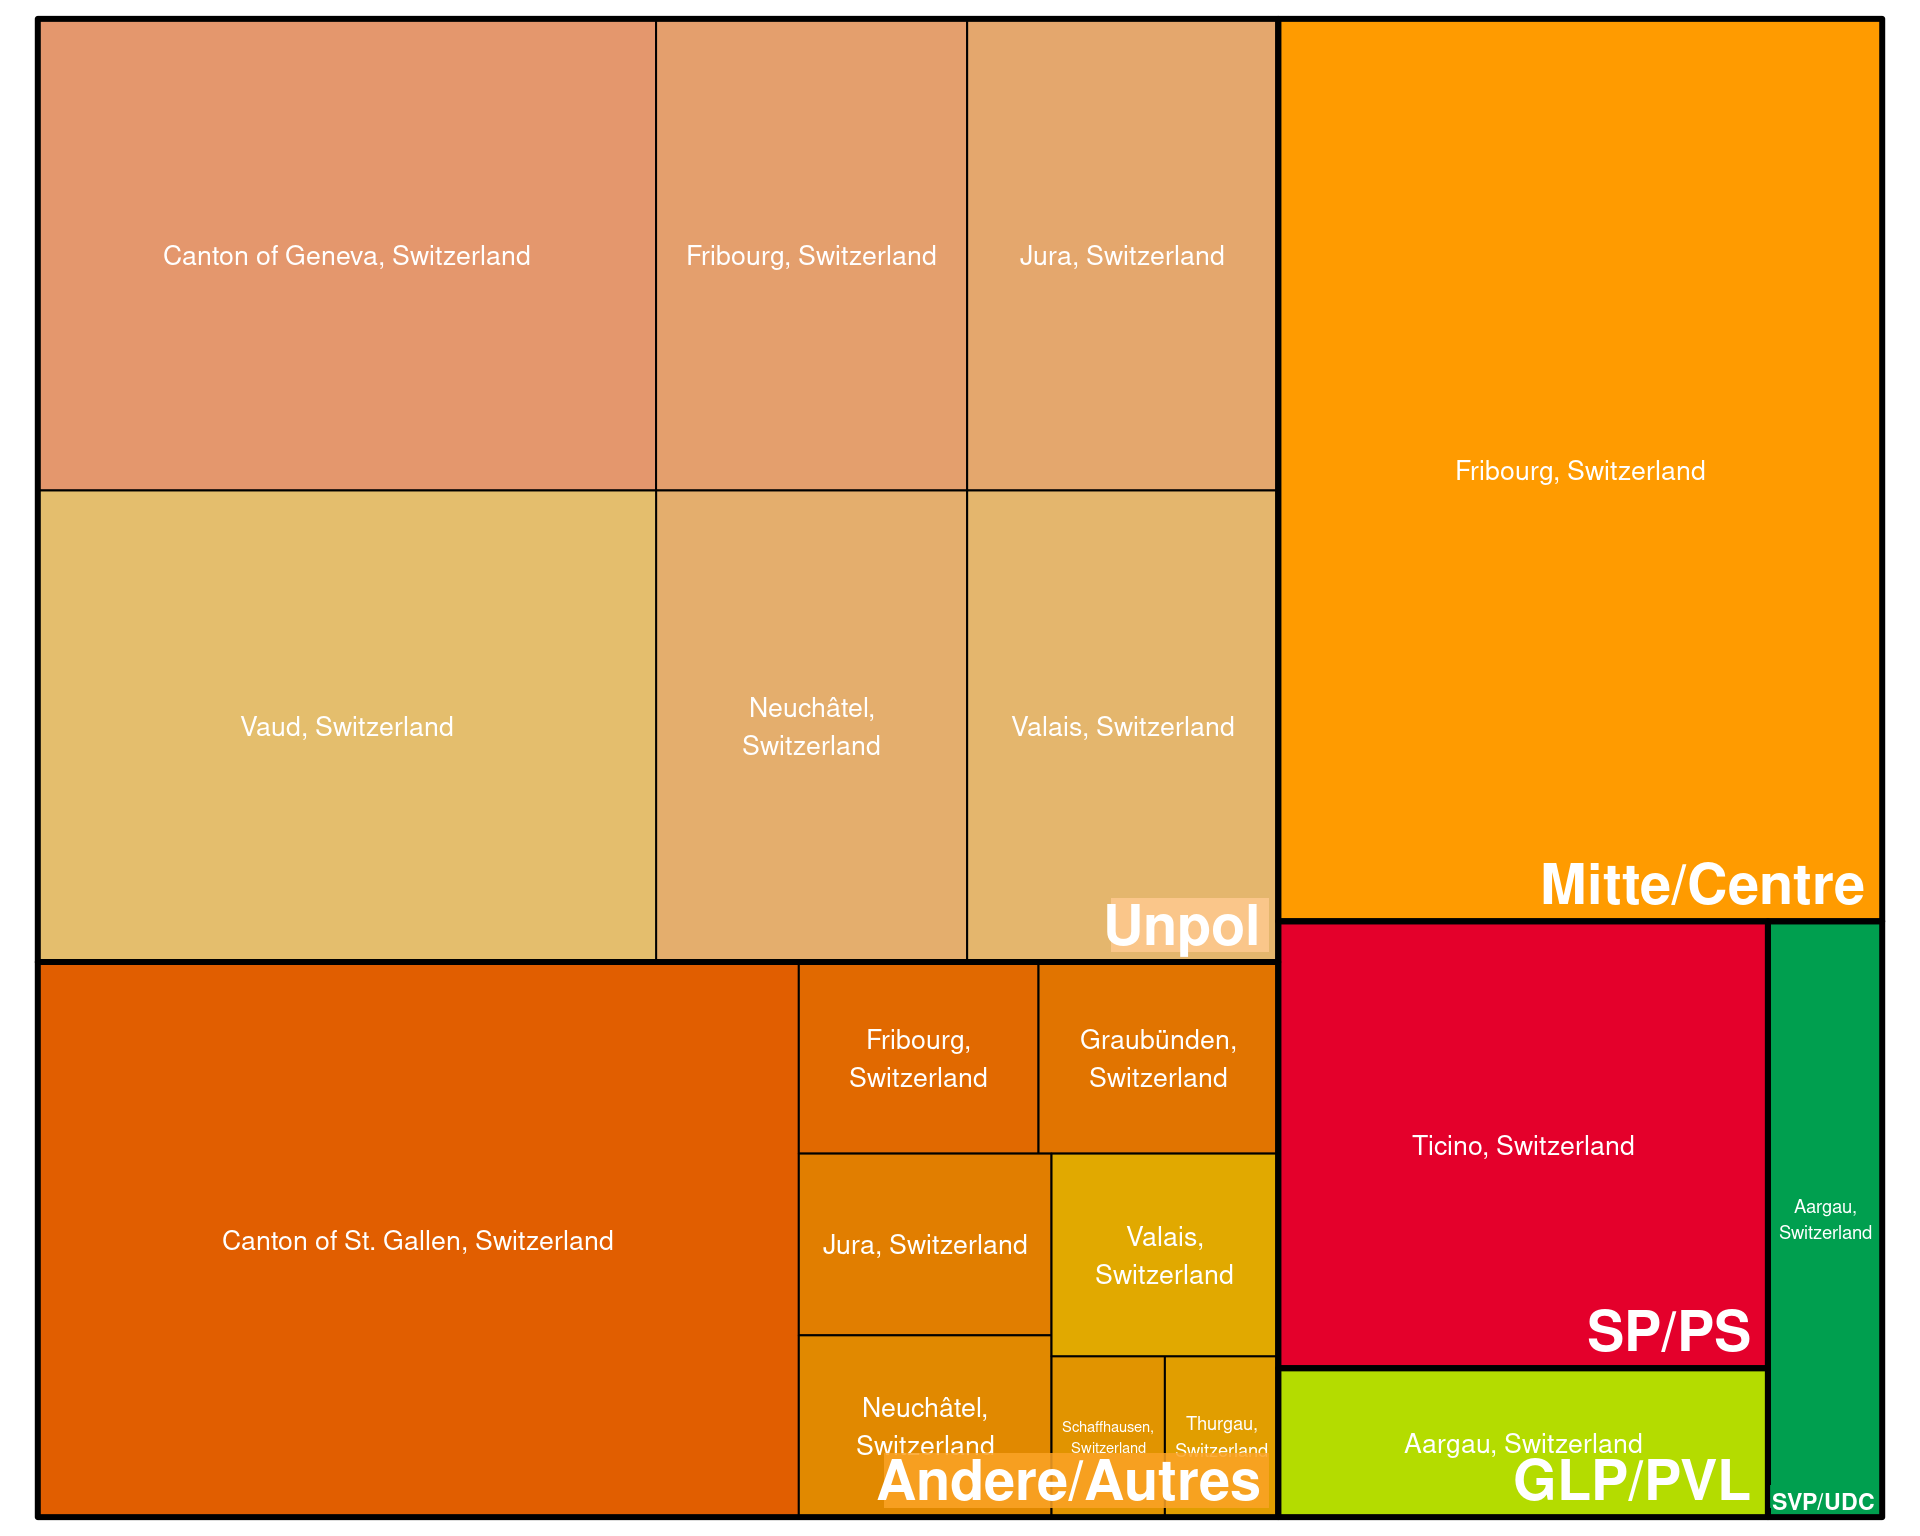 Canton of Geneva, Switzerland
Fribourg, Switzerland
Jura, Switzerland
Vaud, Switzerland
Neuchâtel,
Switzerland
Valais, Switzerland
Unpol
Fribourg, Switzerland
Mitte/Centre
Canton of St. Gallen, Switzerland
Fribourg,
Switzerland
Graubünden,
Switzerland
Jura, Switzerland
Valais,
Switzerland
Neuchâtel,
Switzerland
Schaffhausen,
Switzerland
Thurgau,
Switzerland
Andere/Autres
Ticino, Switzerland
SP/PS
Aargau,
Switzerland
SVP/UDC
Aargau, Switzerland
GLP/PVL